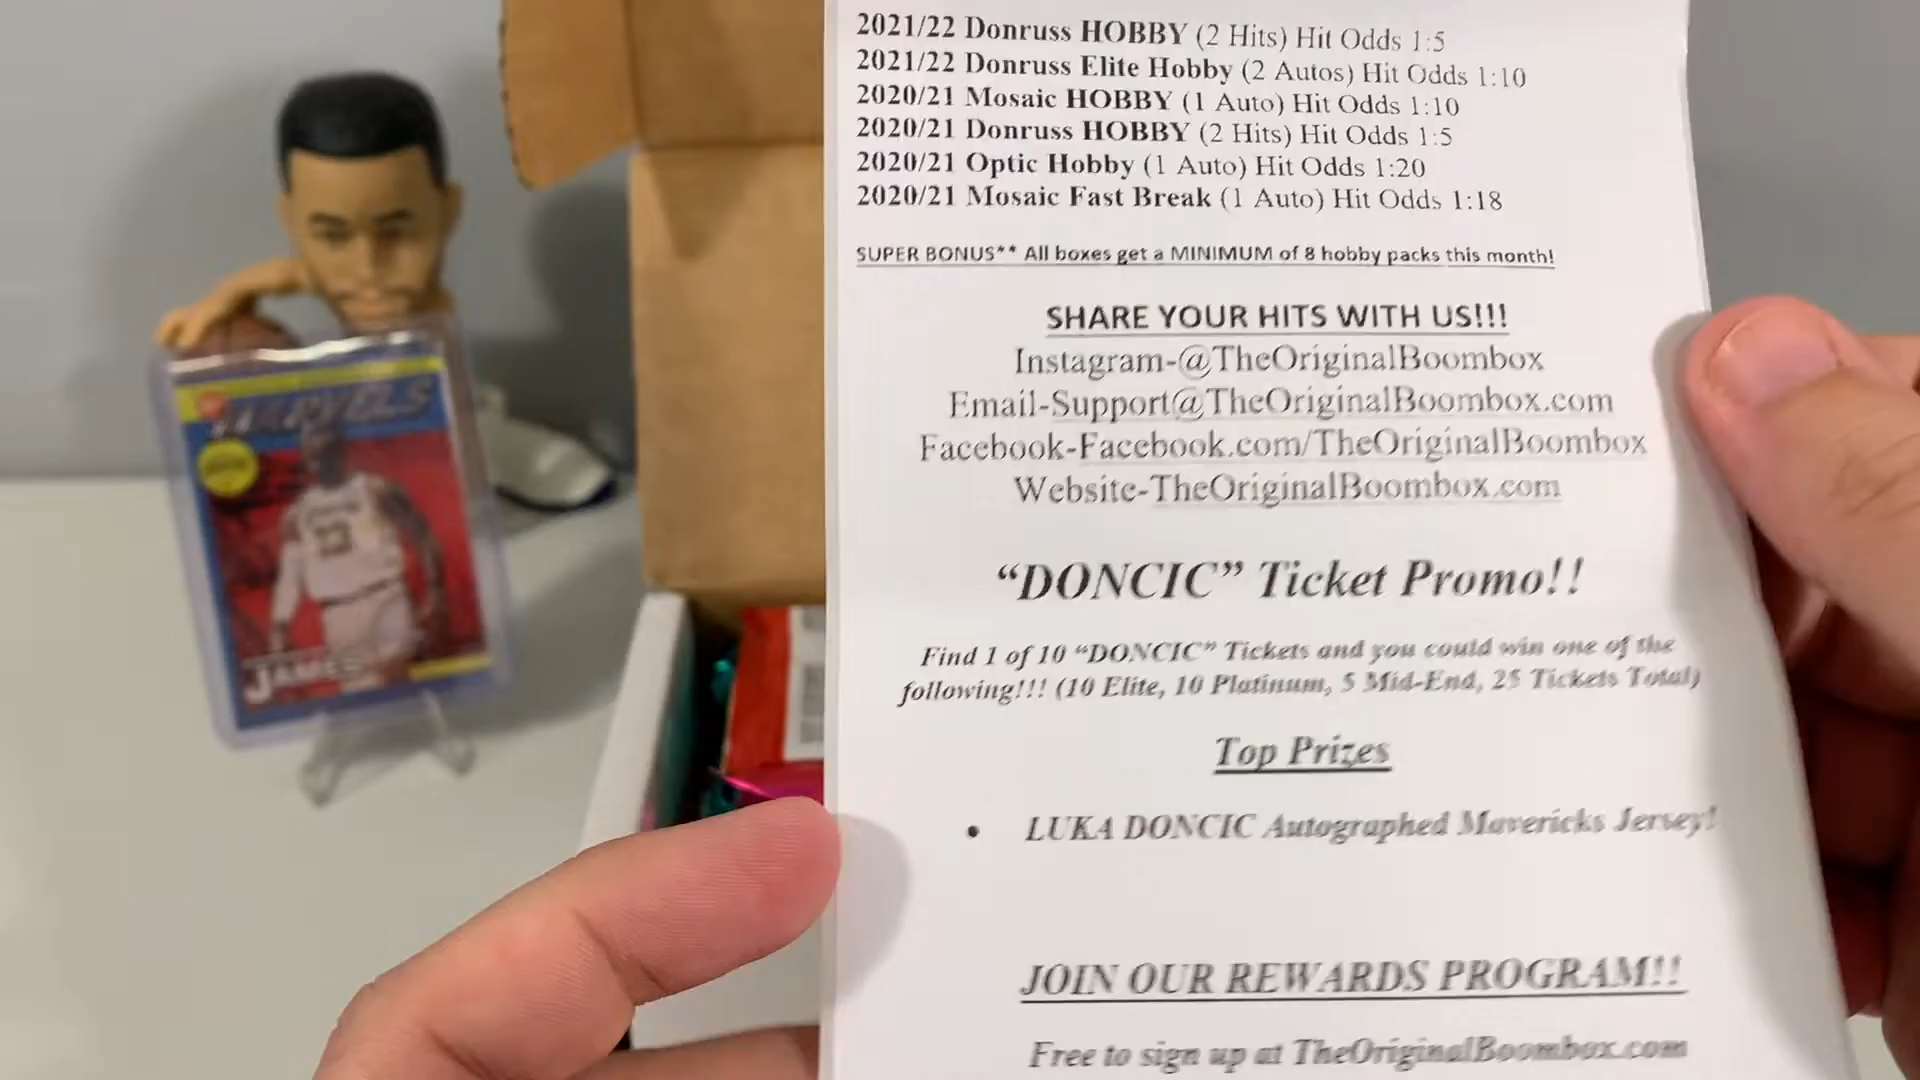 2021/22 Donruss HOBBY (2 Hits) Hit Odds 1:5
2021/22 Donruss Elite Hobby (2 Autos) Hit Odds 1:10
2020/21 Mosaic HOBBY (1 Auto) Hit Odds 1:10
2020/21 Donruss HOBBY (2 Hits) Hit Odds 1:5
2020/21 Optic Hobby (1 Auto) Hit Odds 1:20
2020/21 Mosaic Fast Break (1 Auto) Hit Odds 1:18
SUPER BONUS** All boxes get a MINIMUM of 8 hobby packs this month!
SHARE YOUR HITS WITH US!!!
Instagram-@TheOriginalBoombox
Email-Support@TheOriginalBoombox.com
Facebook-Facebook.com/TheOriginalBoombox
Website-TheOriginalBoombox.com
“DONCIC” Ticket Promo!!
Find 1 of 10 “DONCIC” Tickets and you could win one of the
following!!! (10 Elite, 10 Platinum, 5 Mid-End, 25 Tickets Total)
Top Prizes
• LUKA DONCIC Autographed Mavericks Jersey!
JOIN OUR REWARDS PROGRAM!!
Free to sign up at TheOriginalBoombox.com
MARVELS
23
JAMES